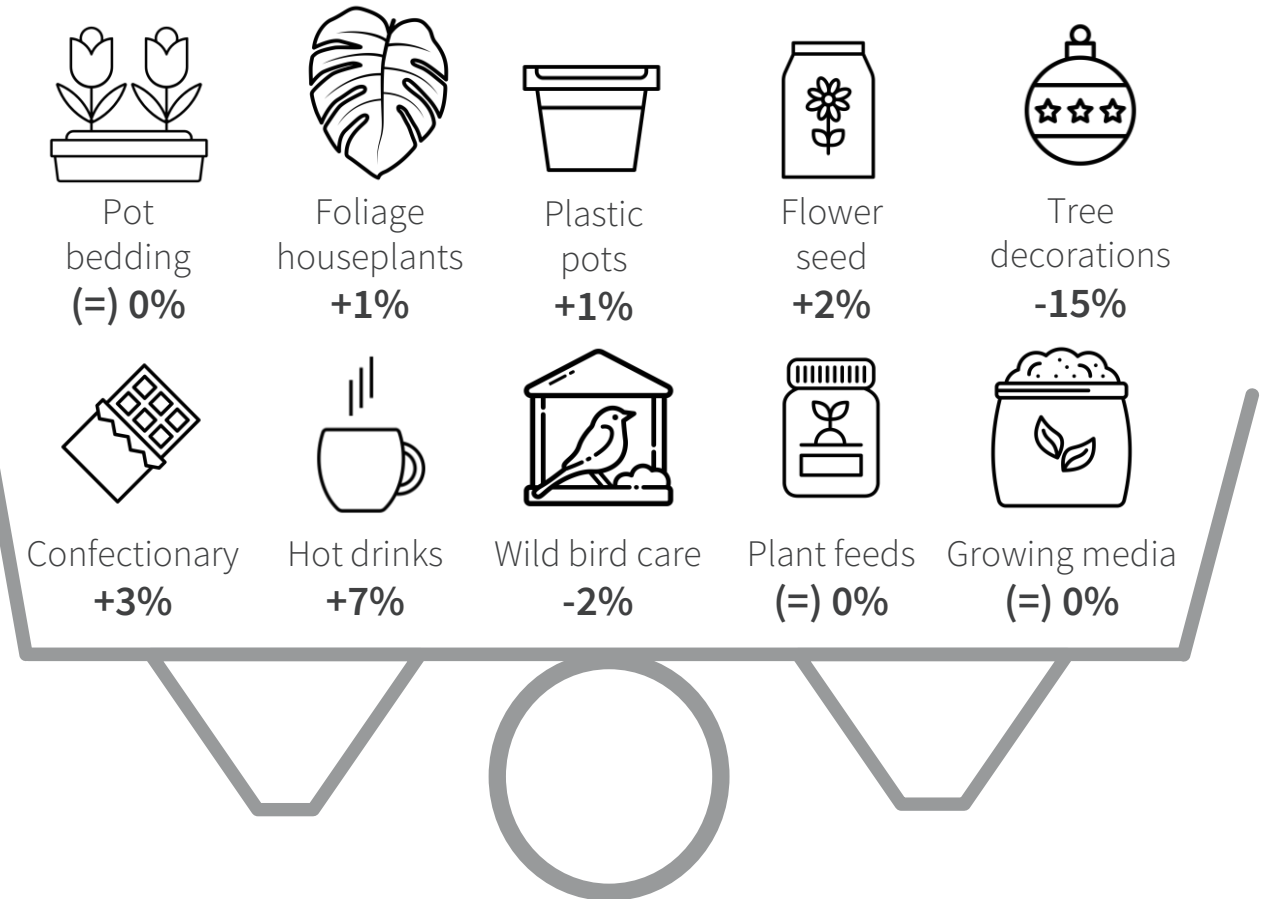 Pot
bedding
(=) 0%
Foliage
houseplants
+1%
Plastic
pots
+1%
Flower
seed
+2%
Tree
decorations
-15%
Confectionary
+3%
Hot drinks
+7%
Wild bird care
-2%
Plant feeds
(=) 0%
Growing media
(=) 0%